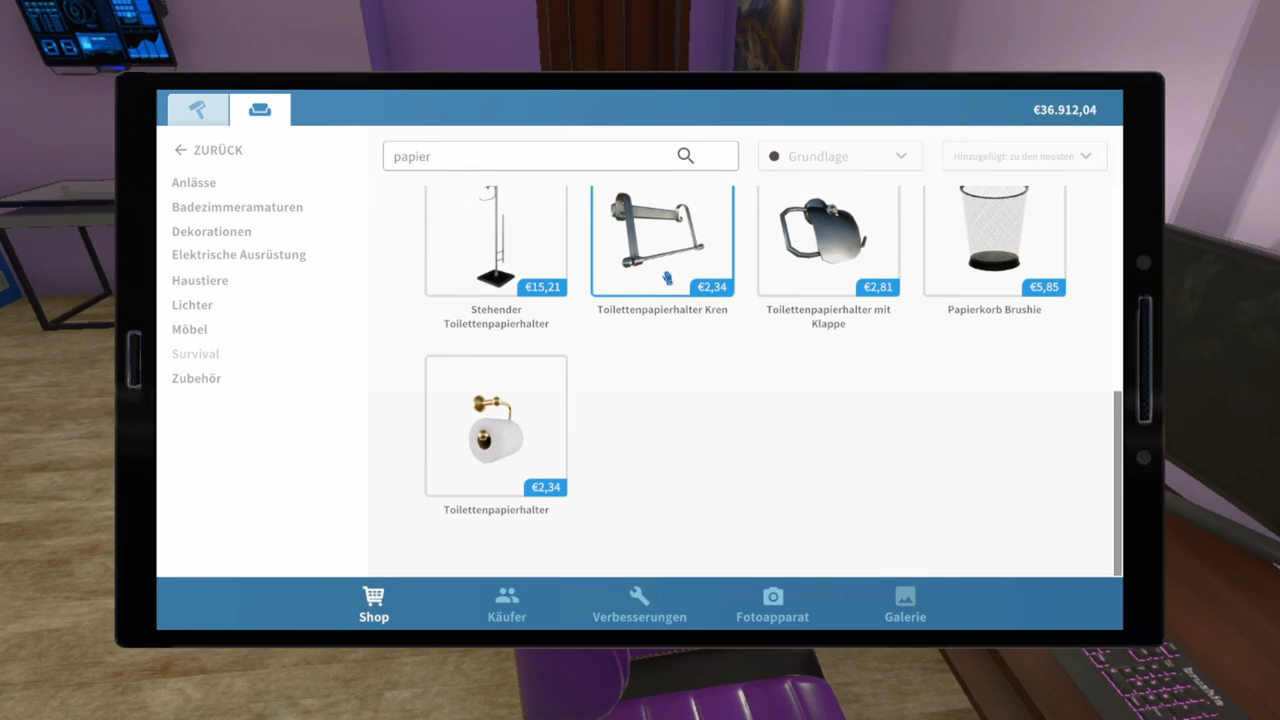 €36.912,04
ZURÜCK
papier
Grundlage
Hinzugefügt: zu den neusten
Anlässe
Badezimmeramaturen
Dekorationen
Elektrische Ausrüstung
Haustiere
Lichter
Möbel
Survival
Zubehör
€15,21
€2,34
€2,81
€5,85
Stehender
Toilettenpapierhalter
Toilettenpapierhalter Kren
Toilettenpapierhalter mit
Klappe
Papierkorb Brushie
€2,34
Toilettenpapierhalter
Shop
Käufer
Verbesserungen
Fotoapparat
Galerie
brushie